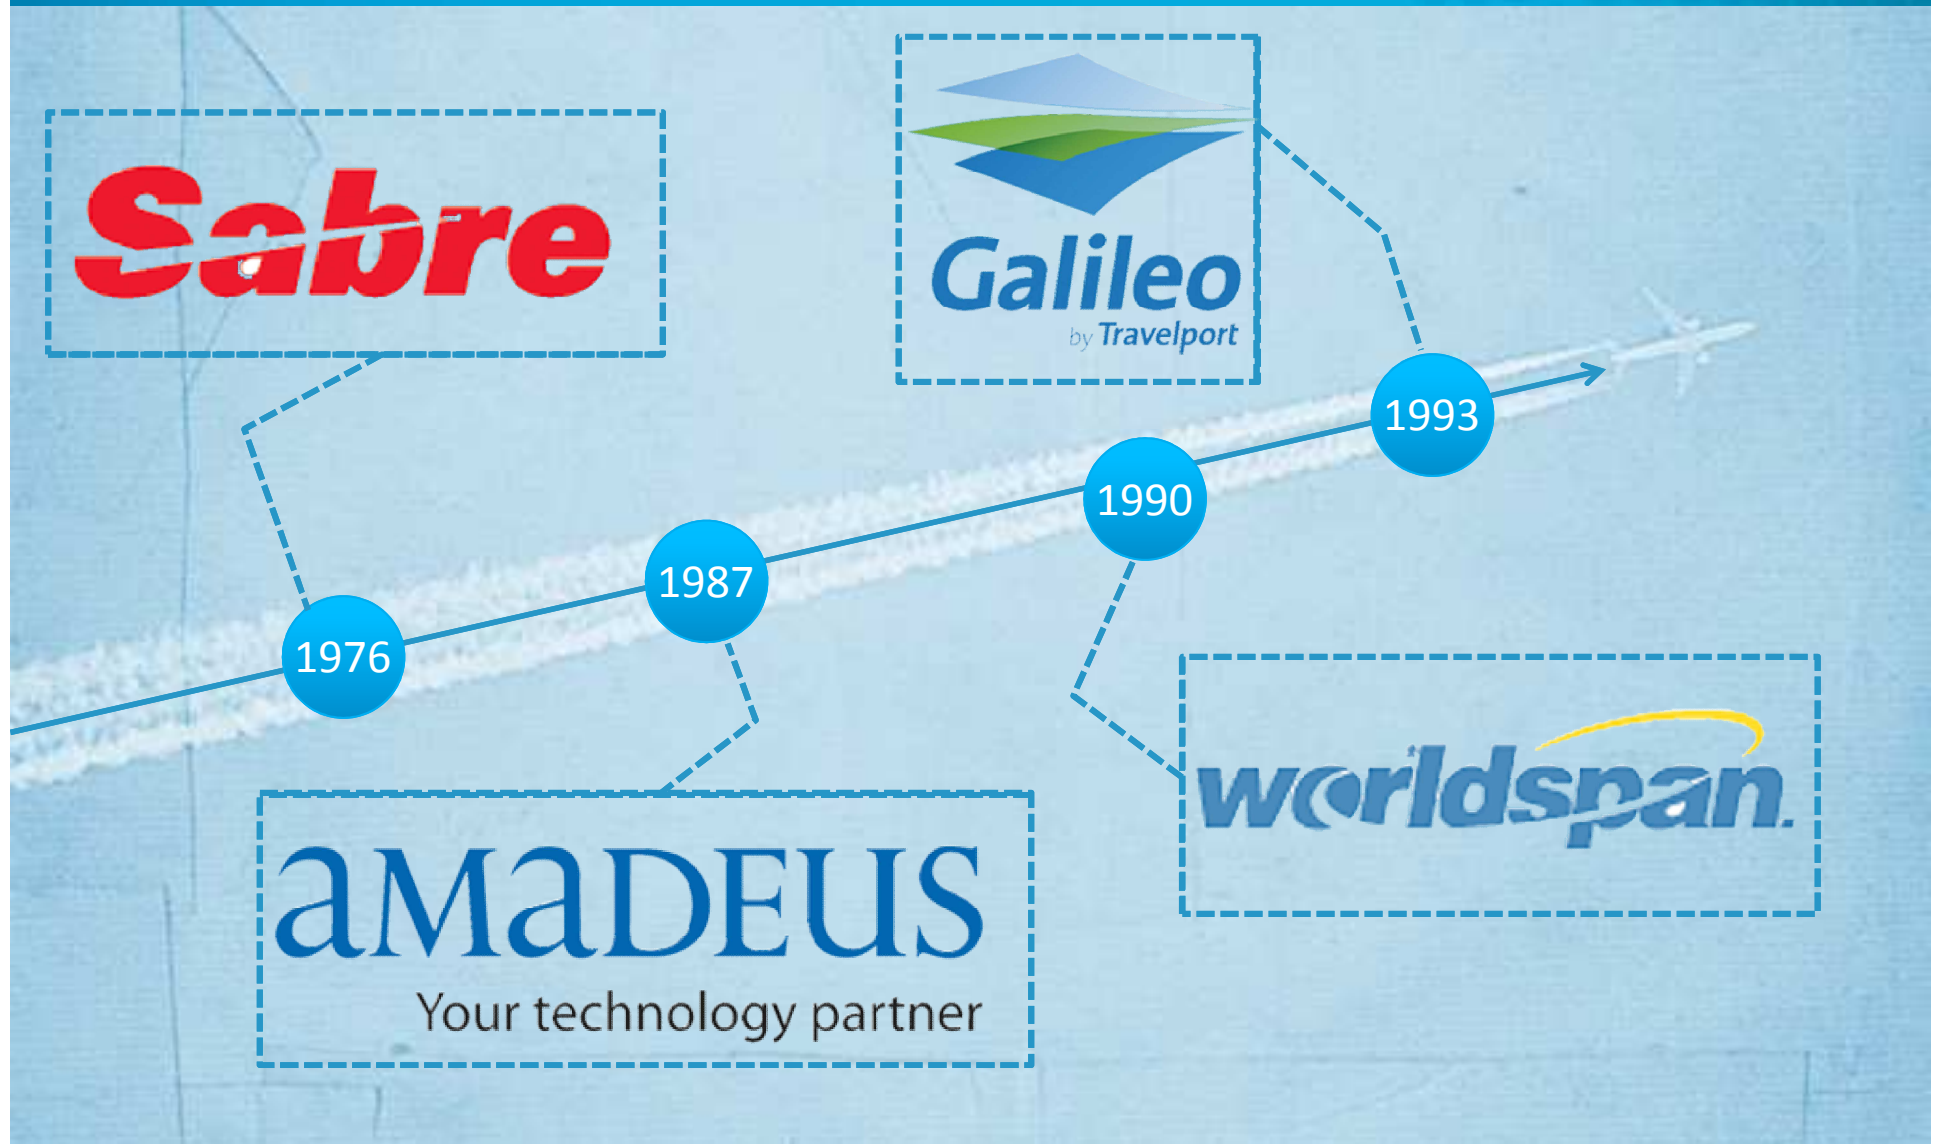 Sabre
Galileo
by Travelport
1993
1990
1987
1976
worldspan.
aMaDEUS
Your technology partner